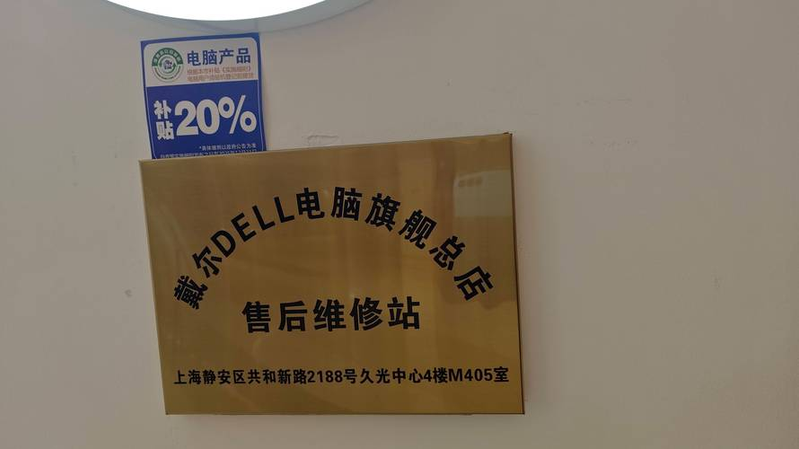 电脑产品
补贴20%
戴尔DELL电脑旗舰总店
售后维修站
上海静安区共和新路2188号久光中心4楼M405室